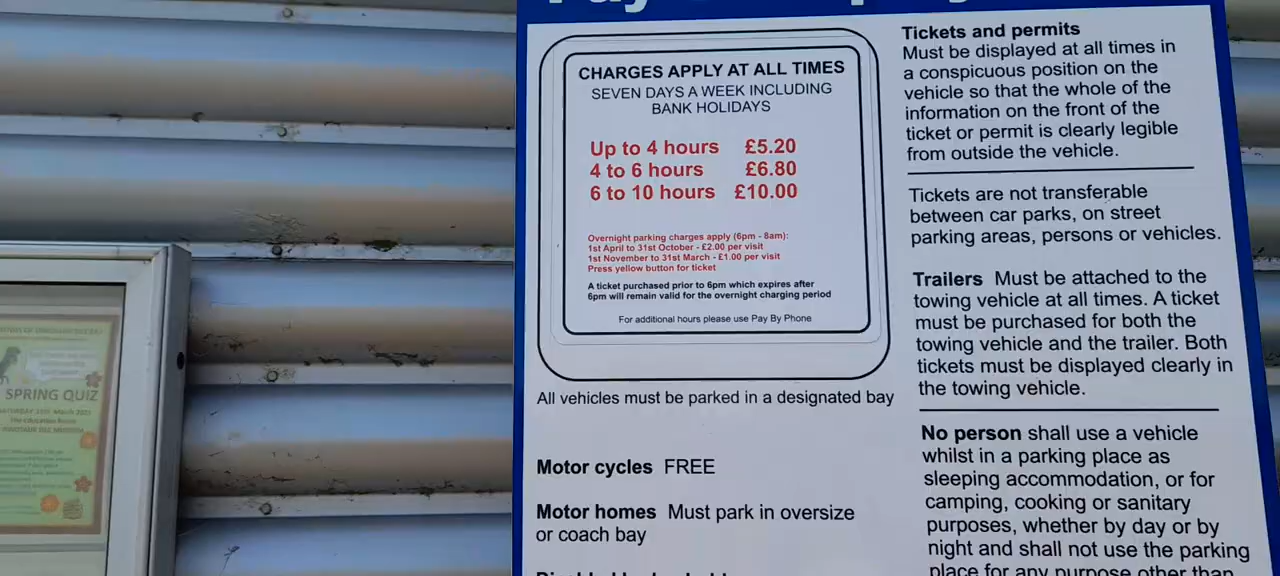 CHARGES APPLY AT ALL TIMES
SEVEN DAYS A WEEK INCLUDING
BANK HOLIDAYS
Up to 4 hours £5.20
4 to 6 hours £6.80
6 to 10 hours £10.00
Overnight parking charges apply (6pm - 8am):
1st April to 31st October - £2.00 per visit
1st November to 31st March - £1.00 per visit
Press yellow button for ticket
A ticket purchased prior to 6pm which expires after
6pm will remain valid for the overnight charging period
For additional hours please use Pay By Phone
All vehicles must be parked in a designated bay
Motor cycles FREE
Motor homes Must park in oversize
or coach bay
Tickets and permits
Must be displayed at all times in
a conspicuous position on the
vehicle so that the whole of the
information on the front of the
ticket or permit is clearly legible
from outside the vehicle.
Tickets are not transferable
between car parks, on street
parking areas, persons or vehicles.
Trailers Must be attached to the
towing vehicle at all times. A ticket
must be purchased for both the
towing vehicle and the trailer. Both
tickets must be displayed clearly in
the towing vehicle.
No person shall use a vehicle
whilst in a parking place as
sleeping accommodation, or for
camping, cooking or sanitary
purposes, whether by day or by
night and shall not use the parking
place for any purpose other than
SPRING QUIZ